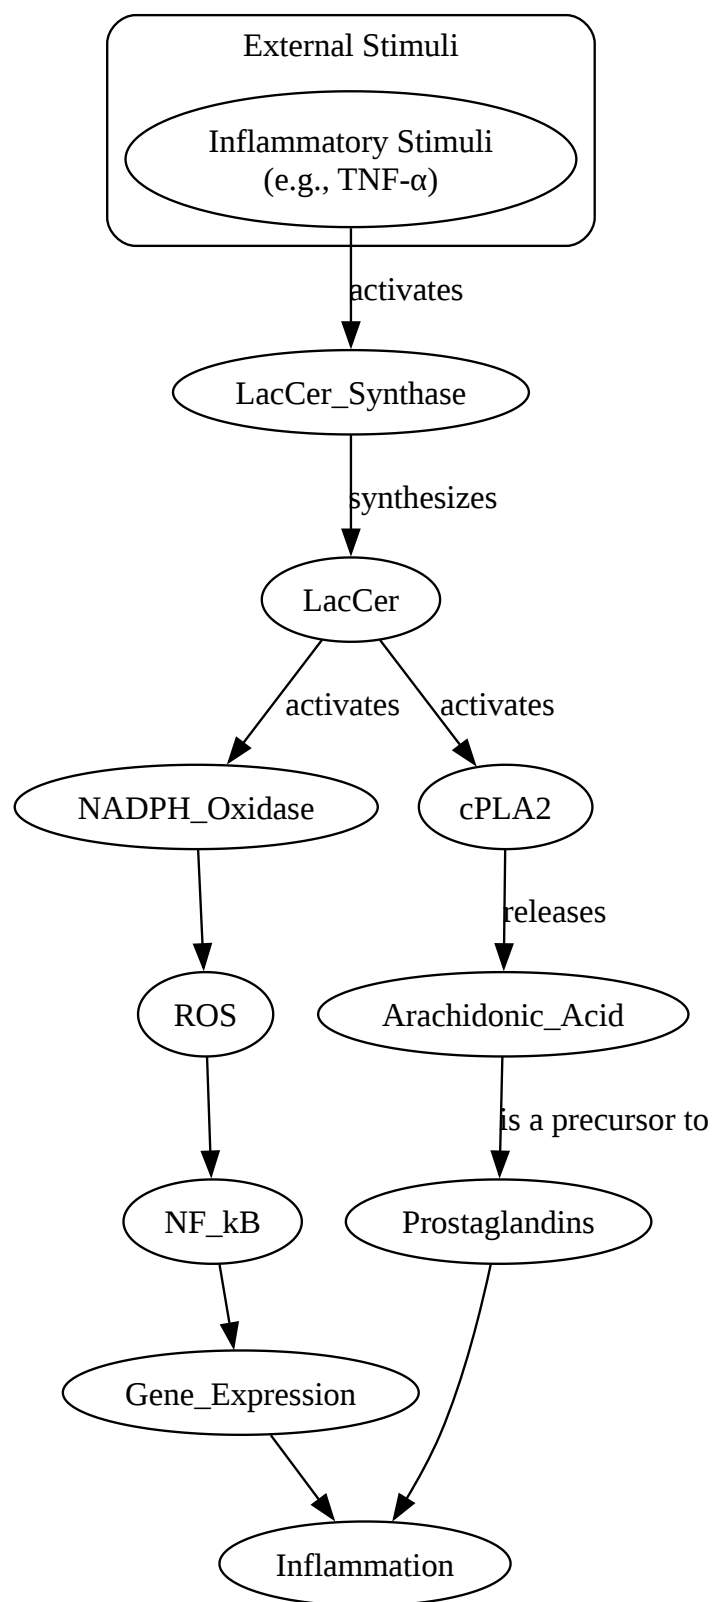 External Stimuli
Inflammatory Stimuli
(e.g., TNF-α)
activates
LacCer_Synthase
synthesizes
LacCer
activates
activates
NADPH_Oxidase
cPLA2
releases
ROS
Arachidonic_Acid
is a precursor to
NF_kB
Prostaglandins
Gene_Expression
Inflammation